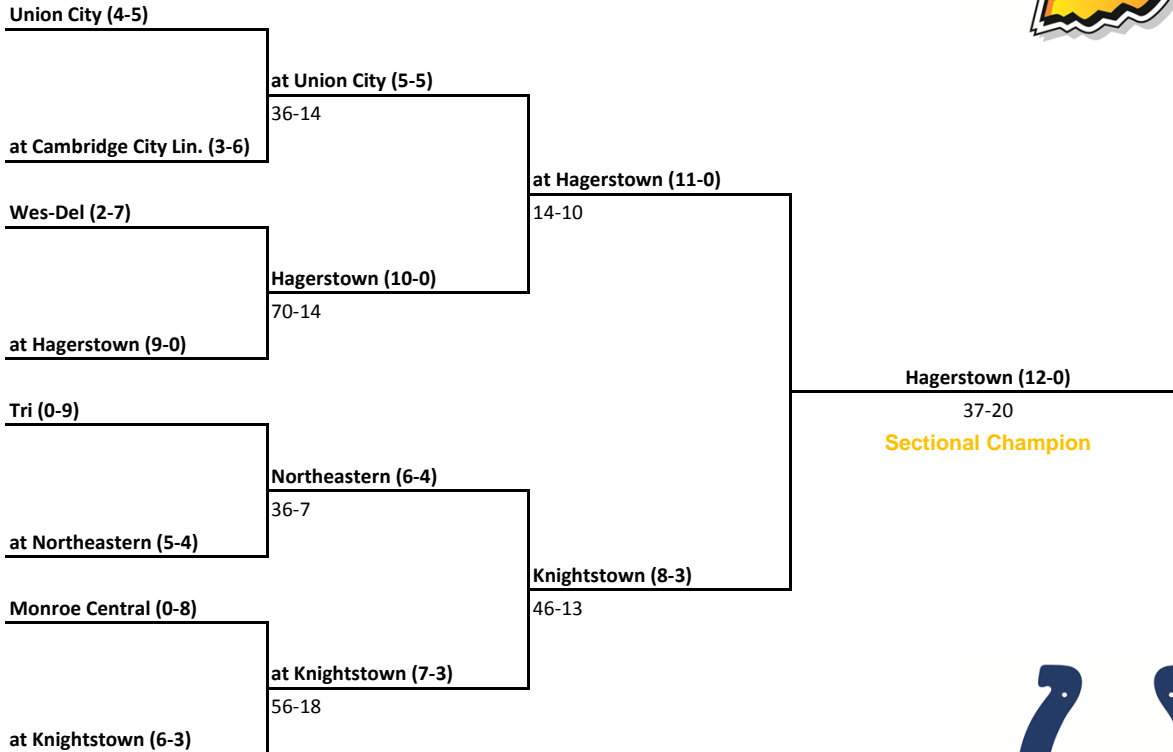 Union City (4-5)
at Union City (5-5)
36-14
at Cambridge City Lin. (3-6)
at Hagerstown (11-0)
14-10
Wes-Del (2-7)
Hagerstown (10-0)
70-14
at Hagerstown (9-0)
Hagerstown (12-0)
37-20
Sectional Champion
Tri (0-9)
Northeastern (6-4)
36-7
at Northeastern (5-4)
Knightstown (8-3)
46-13
Monroe Central (0-8)
at Knightstown (7-3)
56-18
at Knightstown (6-3)